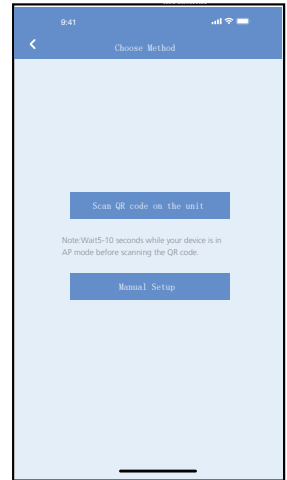 9:41
Choose Method
Scan QR code on the unit
Note:Wait5-10 seconds while your device is in
AP mode before scanning the QR code.
Manual Setup